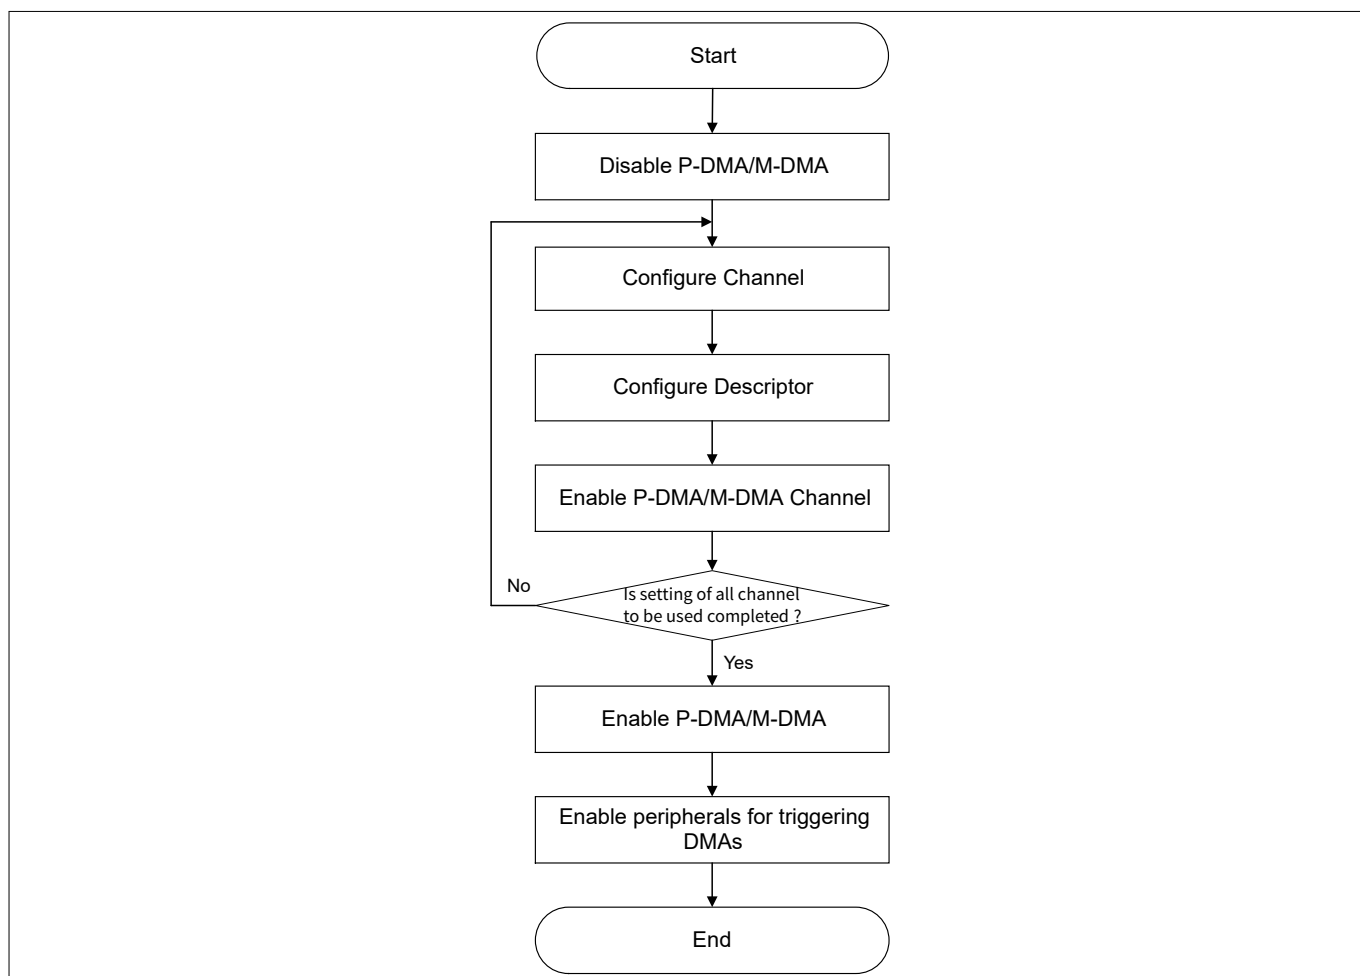 Start
Disable P-DMA/M-DMA
Configure Channel
Configure Descriptor
Enable P-DMA/M-DMA Channel
No
Is setting of all channel
to be used completed ?
Yes
Enable P-DMA/M-DMA
Enable peripherals for triggering
DMAs
End